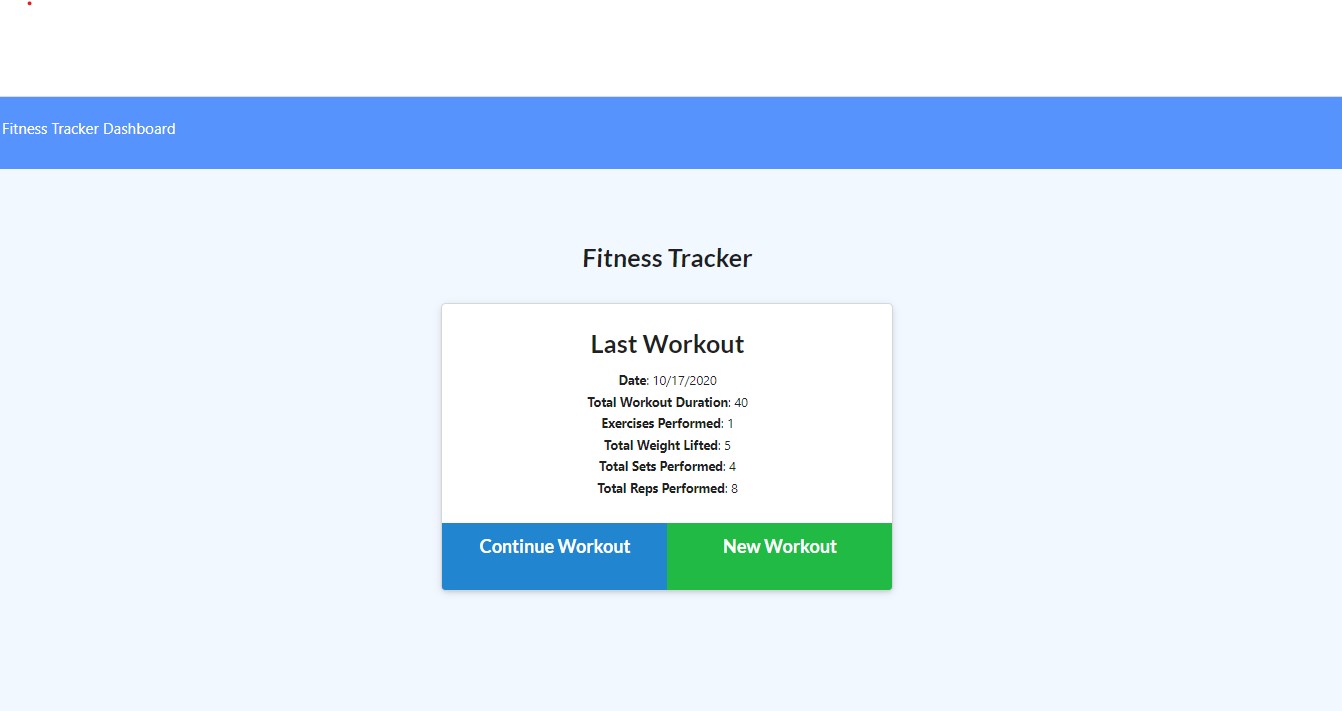 Fitness Tracker Dashboard
Fitness Tracker
Last Workout
Date: 10/17/2020
Total Workout Duration: 40
Exercises Performed: 1
Total Weight Lifted: 5
Total Sets Performed: 4
Total Reps Performed: 8
Continue Workout New Workout